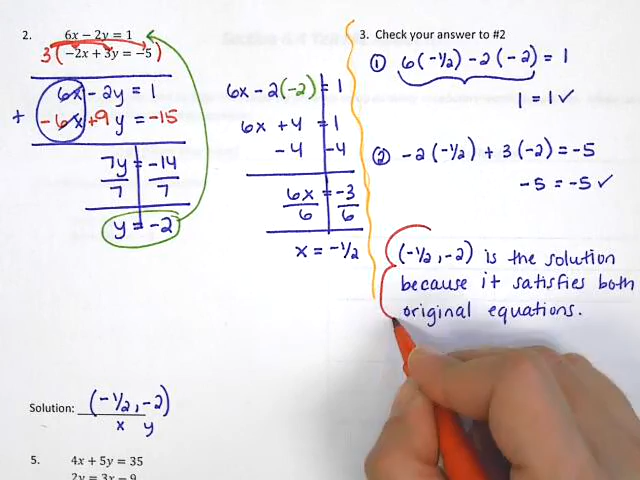 2. 6x − 2y = 1
3(−2x + 3y = −5)
6x − 2y = 1
+ −6x + 9y = −15
7y = −14
7 7
y = −2
6x − 2(−2) = 1
6x + 4 = 1
−4 −4
6x = −3
6 6
x = −1/2
3. Check your answer to #2
① 6(−1/2) − 2(−2) = 1
1 = 1 ✓
② −2(−1/2) + 3(−2) = −5
−5 = −5 ✓
(−1/2, −2) is the solution
because it satisfies both
original equations.
Solution: (−1/2, −2)
x y
5. 4x + 5y = 35
2y = 3x − 9